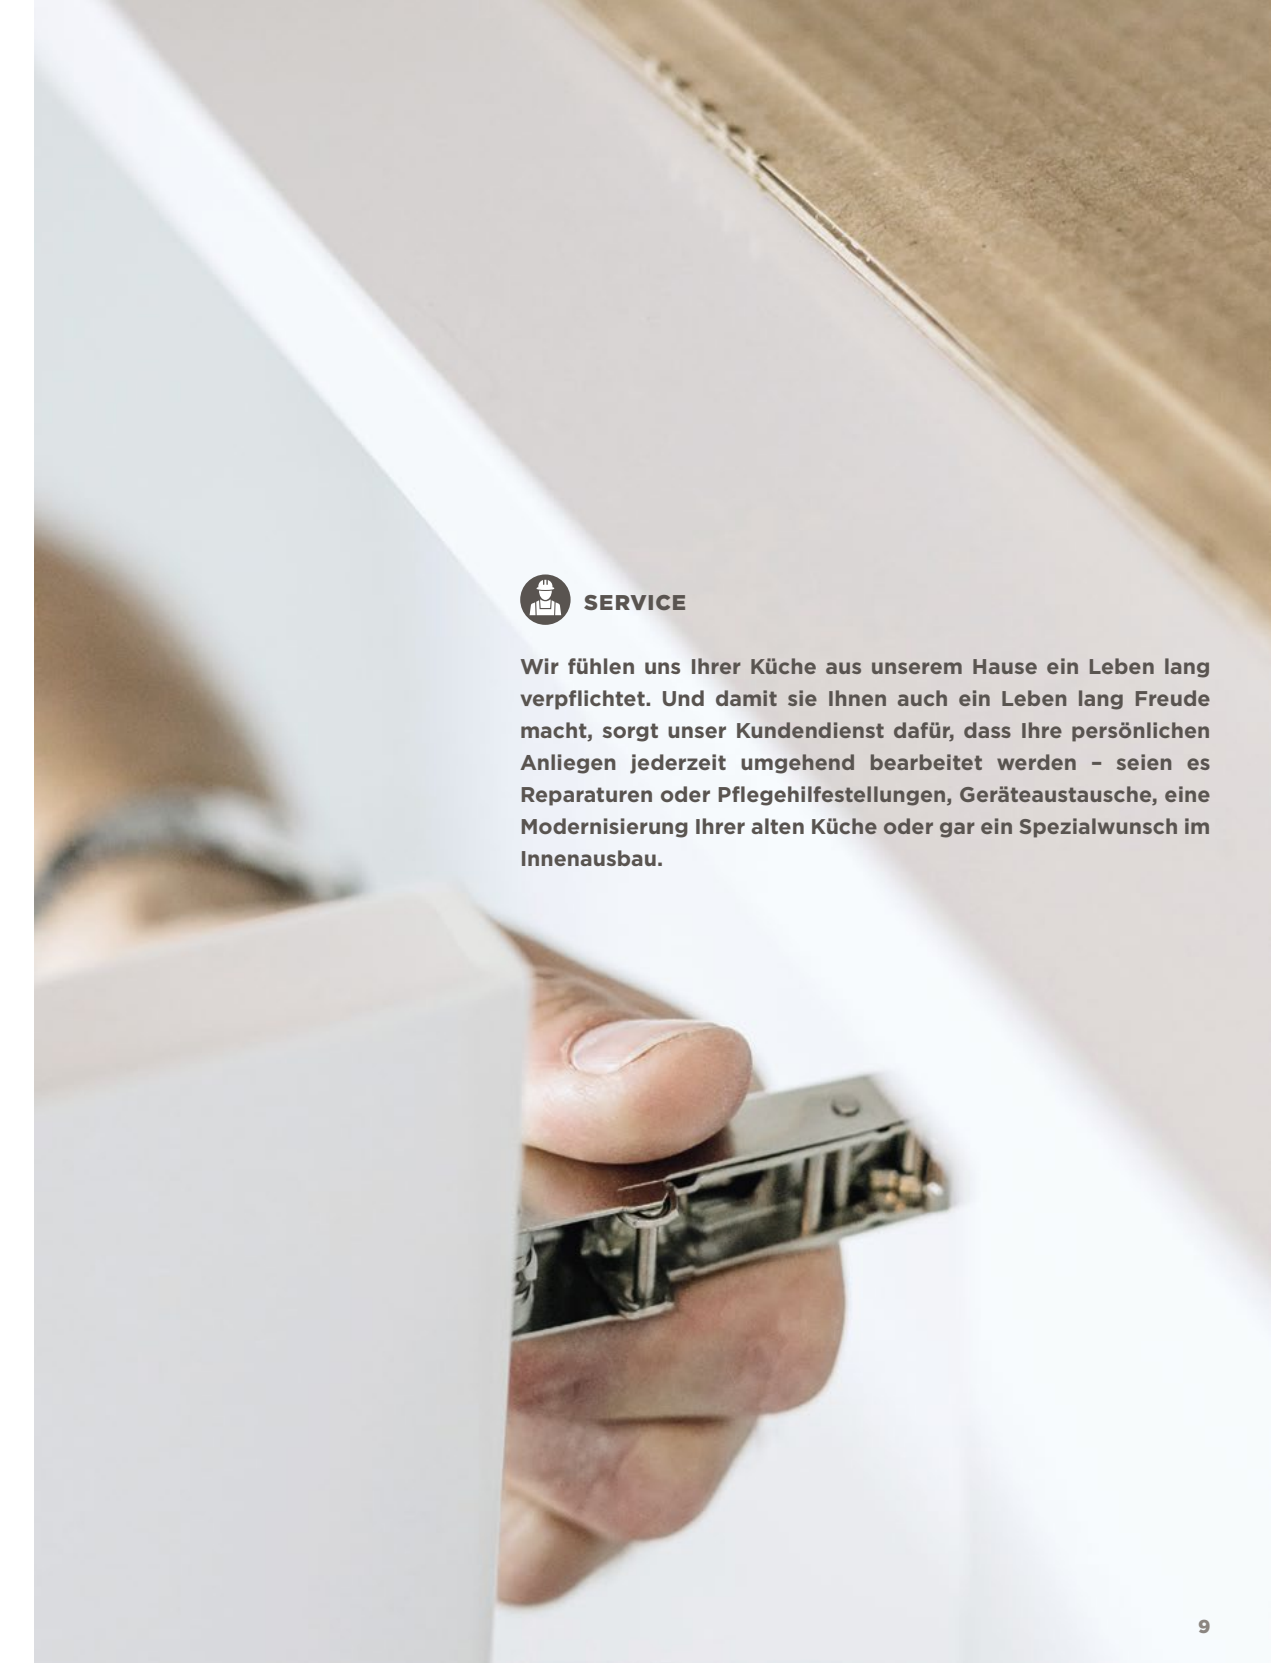 SERVICE
Wir fühlen uns Ihrer Küche aus unserem Hause ein Leben lang
verpflichtet. Und damit sie Ihnen auch ein Leben lang Freude
macht, sorgt unser Kundendienst dafür, dass Ihre persönlichen
Anliegen jederzeit umgehend bearbeitet werden – seien es
Reparaturen oder Pflegehilfestellungen, Geräteaustausche, eine
Modernisierung Ihrer alten Küche oder gar ein Spezialwunsch im
Innenausbau.
9